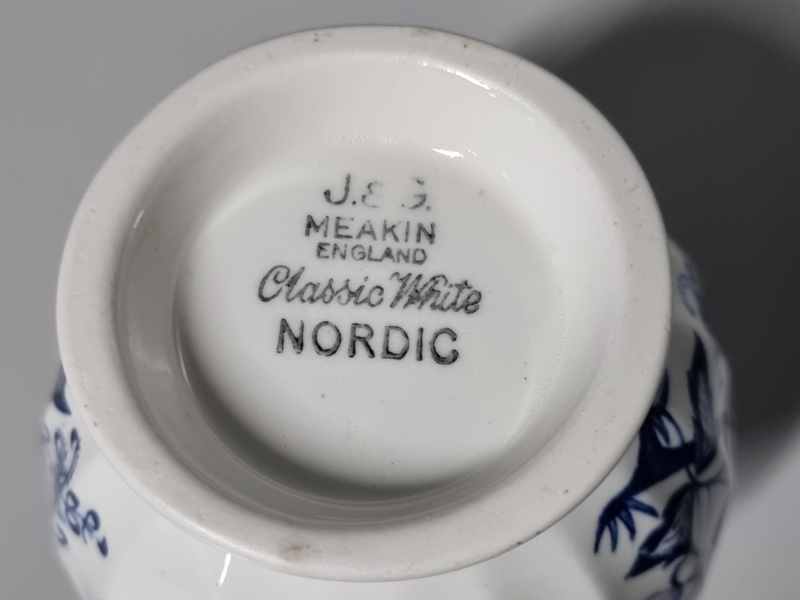 J. & G.
MEAKIN
ENGLAND
Classic White
NORDIC